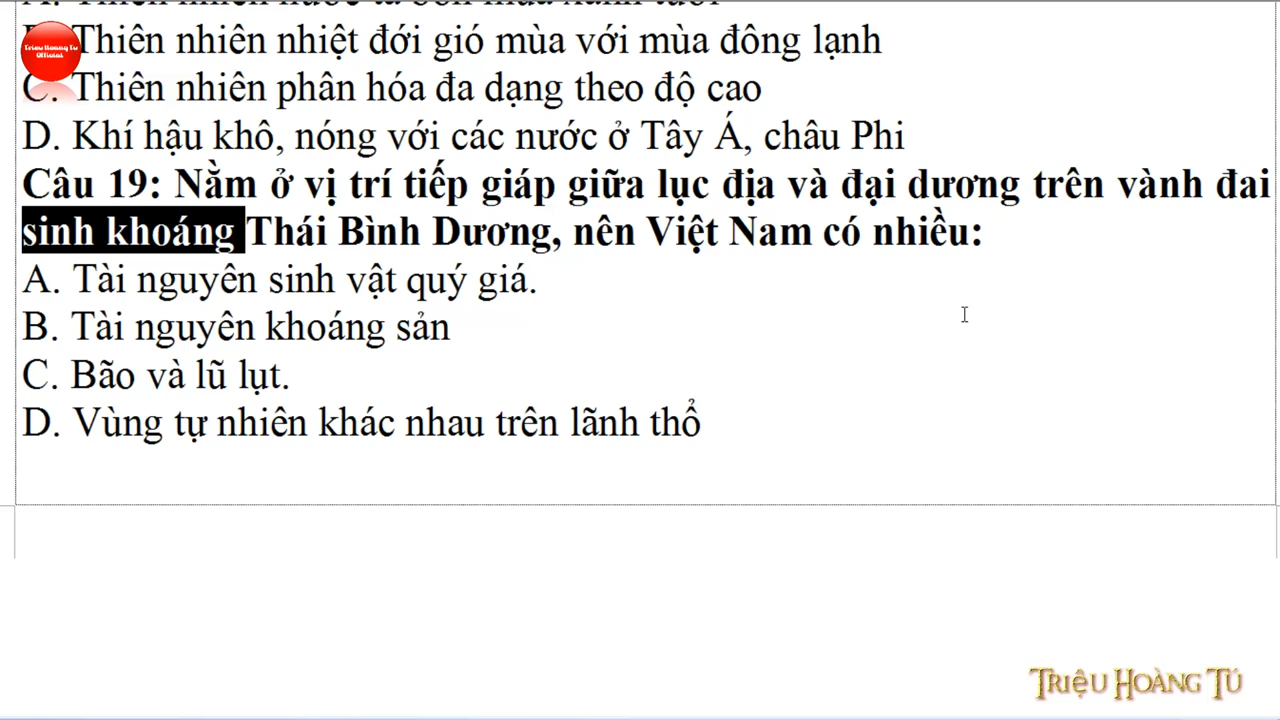 Triệu Hoàng Tú
Official
Thiên nhiên nhiệt đới gió mùa với mùa đông lạnh
C. Thiên nhiên phân hóa đa dạng theo độ cao
D. Khí hậu khô, nóng với các nước ở Tây Á, châu Phi
Câu 19: Nằm ở vị trí tiếp giáp giữa lục địa và đại dương trên vành đai
sinh khoáng Thái Bình Dương, nên Việt Nam có nhiều:
A. Tài nguyên sinh vật quý giá.
B. Tài nguyên khoáng sản
C. Bão và lũ lụt.
D. Vùng tự nhiên khác nhau trên lãnh thổ
TRIệU HOÀNG TÚ